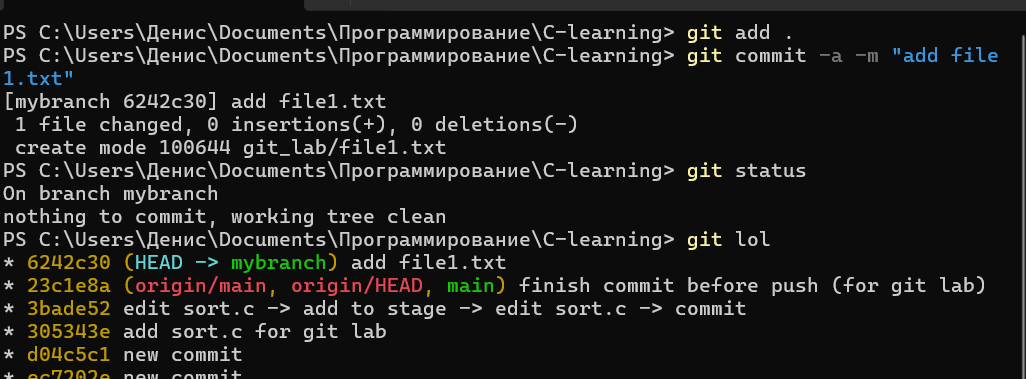 PS C:\Users\Денис\Documents\Программирование\C-learning> git add .
PS C:\Users\Денис\Documents\Программирование\C-learning> git commit -a -m "add file
1.txt"
[mybranch 6242c30] add file1.txt
 1 file changed, 0 insertions(+), 0 deletions(-)
 create mode 100644 git_lab/file1.txt
PS C:\Users\Денис\Documents\Программирование\C-learning> git status
On branch mybranch
nothing to commit, working tree clean
PS C:\Users\Денис\Documents\Программирование\C-learning> git lol
* 6242c30 (HEAD -> mybranch) add file1.txt
* 23c1e8a (origin/main, origin/HEAD, main) finish commit before push (for git lab)
* 3bade52 edit sort.c -> add to stage -> edit sort.c -> commit
* 305343e add sort.c for git lab
* d04c5c1 new commit
* ec7202e new commit